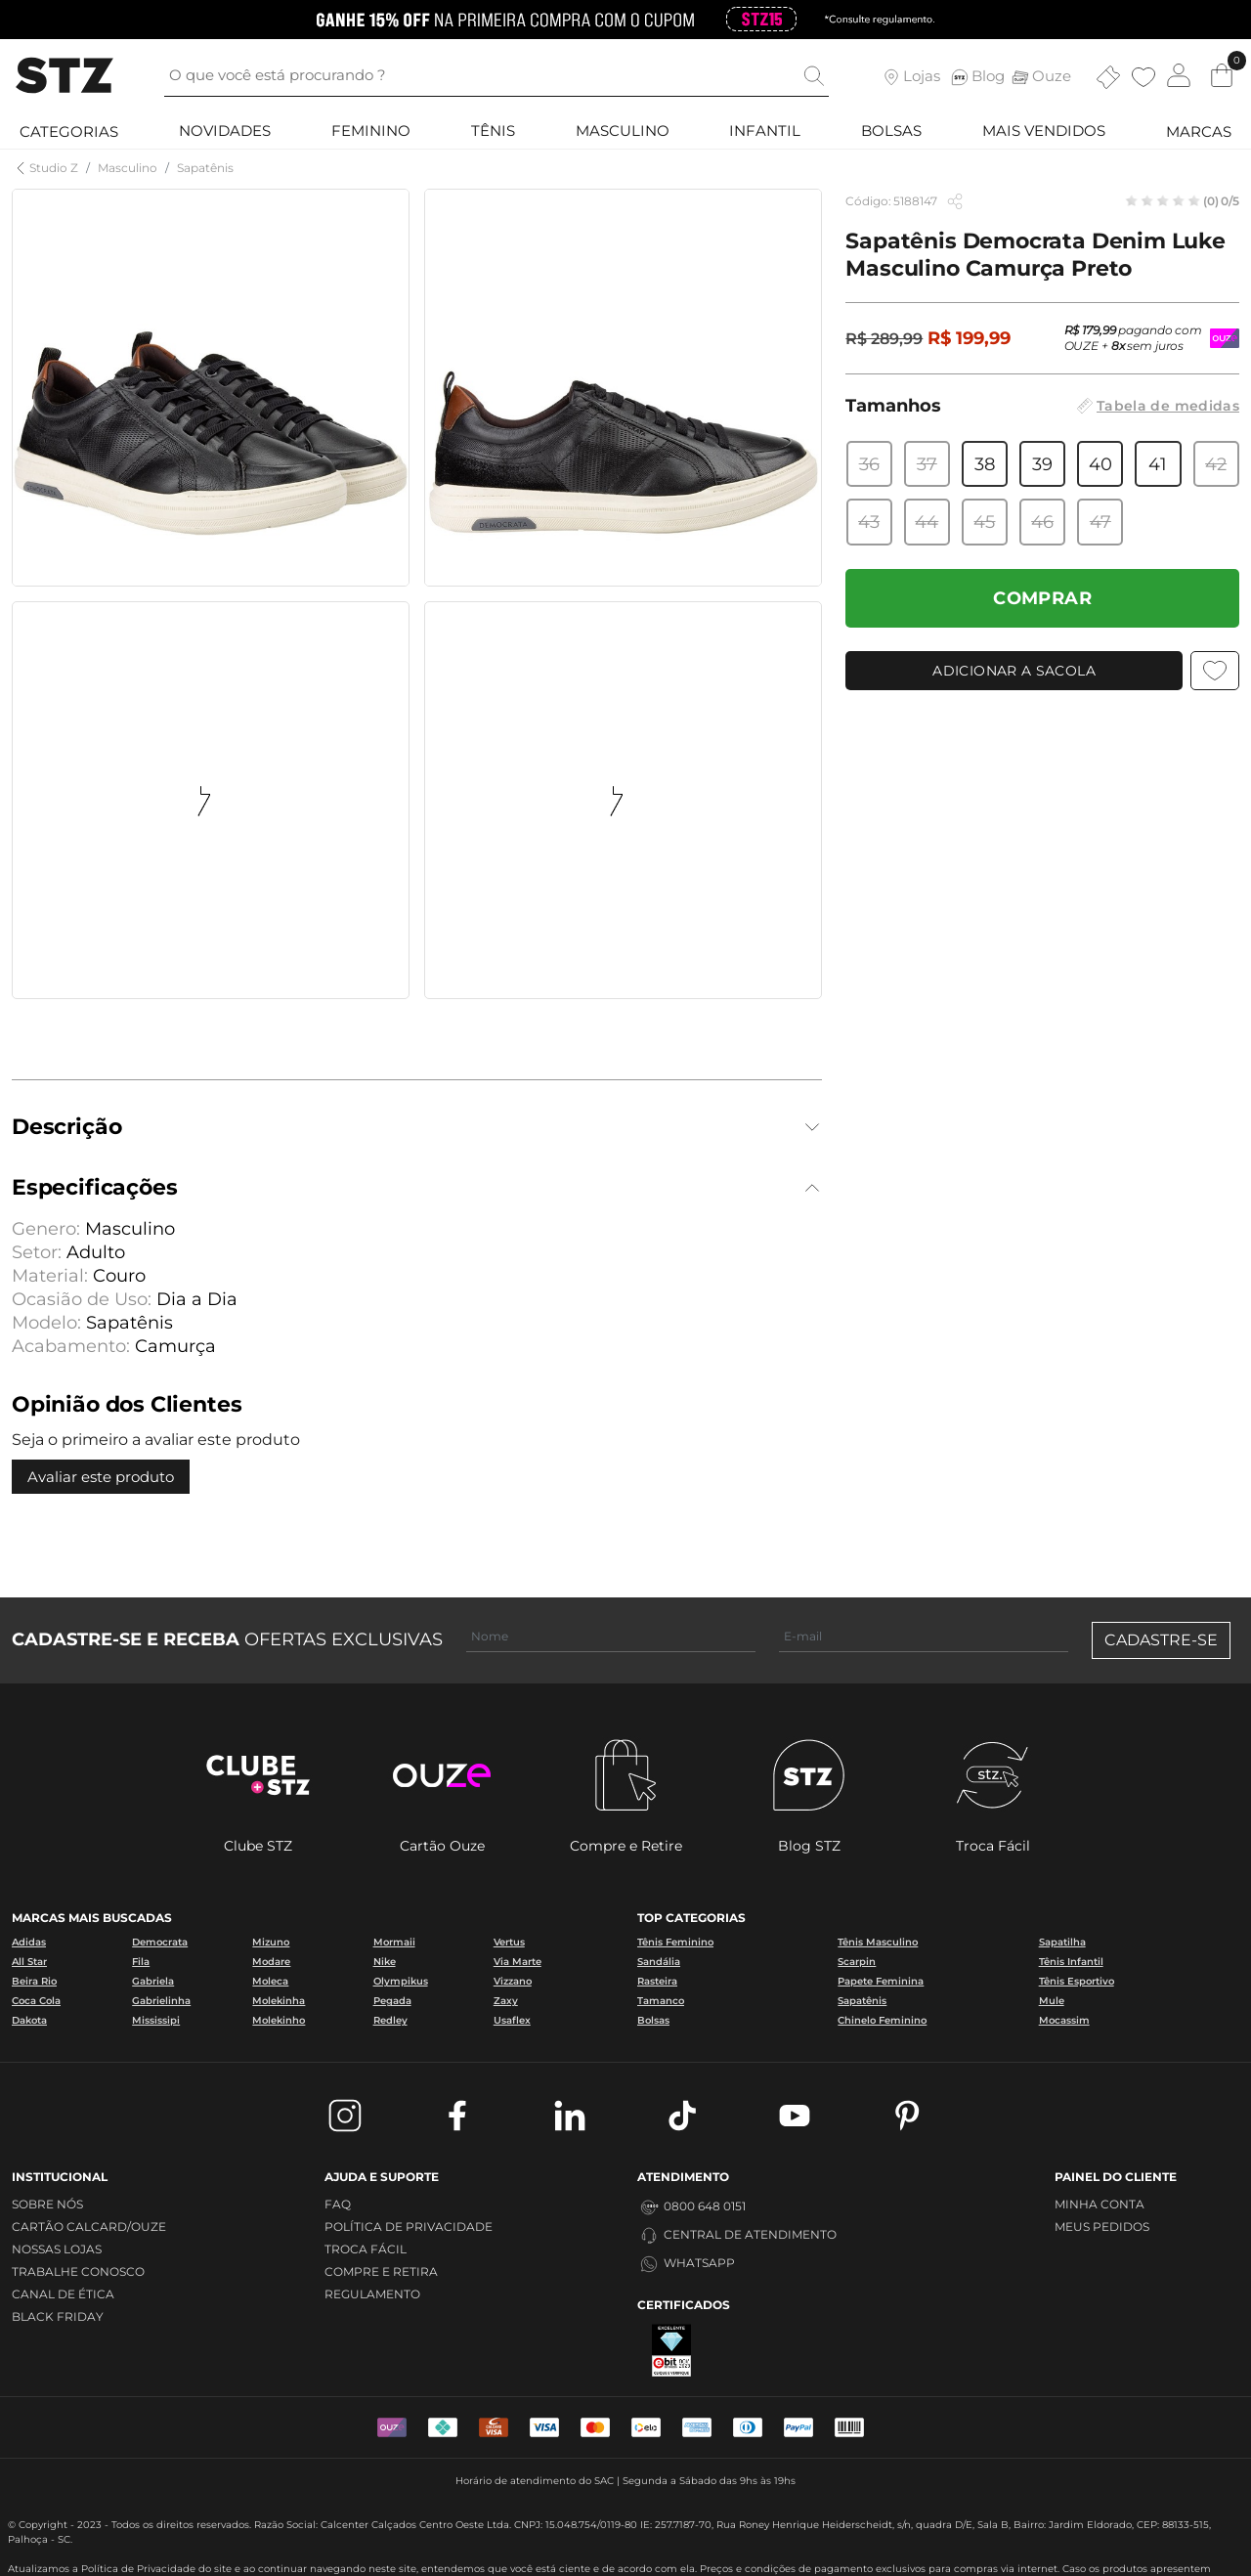 GANHE 15% OFF NA PRIMEIRA COMPRA COM O CUPOM STZ15 *Consulte regulamento.
STZ
O que você está procurando ?
Lojas
STZ
Blog
Ouze
0
CATEGORIAS
NOVIDADES
FEMININO
TÊNIS
MASCULINO
INFANTIL
BOLSAS
MAIS VENDIDOS
MARCAS
Studio Z / Masculino / Sapatênis
Código: 5188147
(0) 0/5
Sapatênis Democrata Denim Luke
Masculino Camurça Preto
R$ 289,99 R$ 199,99
R$ 179,99 pagando com
OUZE + 8x sem juros
OUZE
Tamanhos
Tabela de medidas
36 37 38 39 40 41 42
43 44 45 46 47
COMPRAR
ADICIONAR A SACOLA
DEMOCRATA
Descrição
Especificações
Genero: Masculino
Setor: Adulto
Material: Couro
Ocasião de Uso: Dia a Dia
Modelo: Sapatênis
Acabamento: Camurça
Opinião dos Clientes
Seja o primeiro a avaliar este produto
Avaliar este produto
CADASTRE-SE E RECEBA OFERTAS EXCLUSIVAS
Nome
E-mail
CADASTRE-SE
CLUBE
+STZ
ouze
STZ
stz.
Clube STZ
Cartão Ouze
Compre e Retire
Blog STZ
Troca Fácil
MARCAS MAIS BUSCADAS
Adidas Democrata Mizuno Mormaii Vertus
All Star Fila Modare Nike Via Marte
Beira Rio Gabriela Moleca Olympikus Vizzano
Coca Cola Gabrielinha Molekinha Pegada Zaxy
Dakota Mississipi Molekinho Redley Usaflex
TOP CATEGORIAS
Tênis Feminino Tênis Masculino Sapatilha
Sandália Scarpin Tênis Infantil
Rasteira Papete Feminina Tênis Esportivo
Tamanco Sapatênis Mule
Bolsas Chinelo Feminino Mocassim
INSTITUCIONAL
SOBRE NÓS
CARTÃO CALCARD/OUZE
NOSSAS LOJAS
TRABALHE CONOSCO
CANAL DE ÉTICA
BLACK FRIDAY
AJUDA E SUPORTE
FAQ
POLÍTICA DE PRIVACIDADE
TROCA FÁCIL
COMPRE E RETIRA
REGULAMENTO
ATENDIMENTO
0800 648 0151
CENTRAL DE ATENDIMENTO
WHATSAPP
CERTIFICADOS
EXCELENTE
ebit
CLIQUE E VERIFIQUE
PAINEL DO CLIENTE
MINHA CONTA
MEUS PEDIDOS
VISA
VISA
elo
PayPal
Horário de atendimento do SAC | Segunda a Sábado das 9hs às 19hs
© Copyright - 2023 - Todos os direitos reservados. Razão Social: Calcenter Calçados Centro Oeste Ltda. CNPJ: 15.048.754/0119-80 IE: 257.7187-70, Rua Roney Henrique Heiderscheidt, s/n, quadra D/E, Sala B, Bairro: Jardim Eldorado, CEP: 88133-515,
Palhoça - SC.
Atualizamos a Política de Privacidade do site e ao continuar navegando neste site, entendemos que você está ciente e de acordo com ela. Preços e condições de pagamento exclusivos para compras via internet. Caso os produtos apresentem